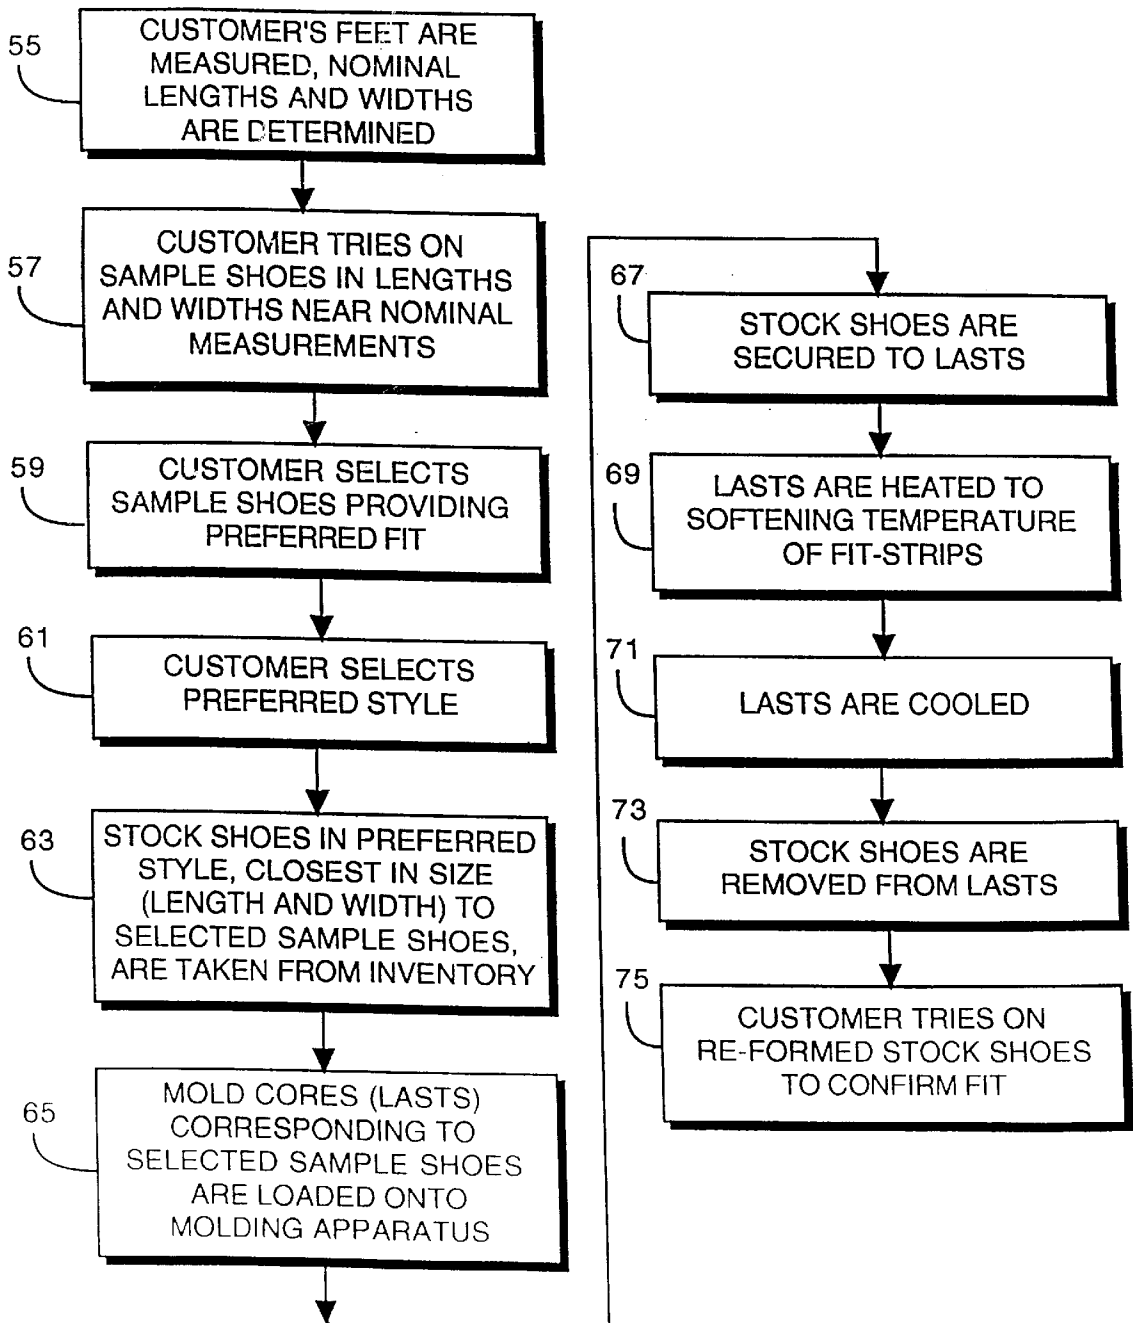 55
CUSTOMER'S FEET ARE
MEASURED, NOMINAL
LENGTHS AND WIDTHS
ARE DETERMINED
57
CUSTOMER TRIES ON
SAMPLE SHOES IN LENGTHS
AND WIDTHS NEAR NOMINAL
MEASUREMENTS
59
CUSTOMER SELECTS
SAMPLE SHOES PROVIDING
PREFERRED FIT
61
CUSTOMER SELECTS
PREFERRED STYLE
63
STOCK SHOES IN PREFERRED
STYLE, CLOSEST IN SIZE
(LENGTH AND WIDTH) TO
SELECTED SAMPLE SHOES,
ARE TAKEN FROM INVENTORY
65
MOLD CORES (LASTS)
CORRESPONDING TO
SELECTED SAMPLE SHOES
ARE LOADED ONTO
MOLDING APPARATUS
67
STOCK SHOES ARE
SECURED TO LASTS
69
LASTS ARE HEATED TO
SOFTENING TEMPERATURE
OF FIT-STRIPS
71
LASTS ARE COOLED
73
STOCK SHOES ARE
REMOVED FROM LASTS
75
CUSTOMER TRIES ON
RE-FORMED STOCK SHOES
TO CONFIRM FIT